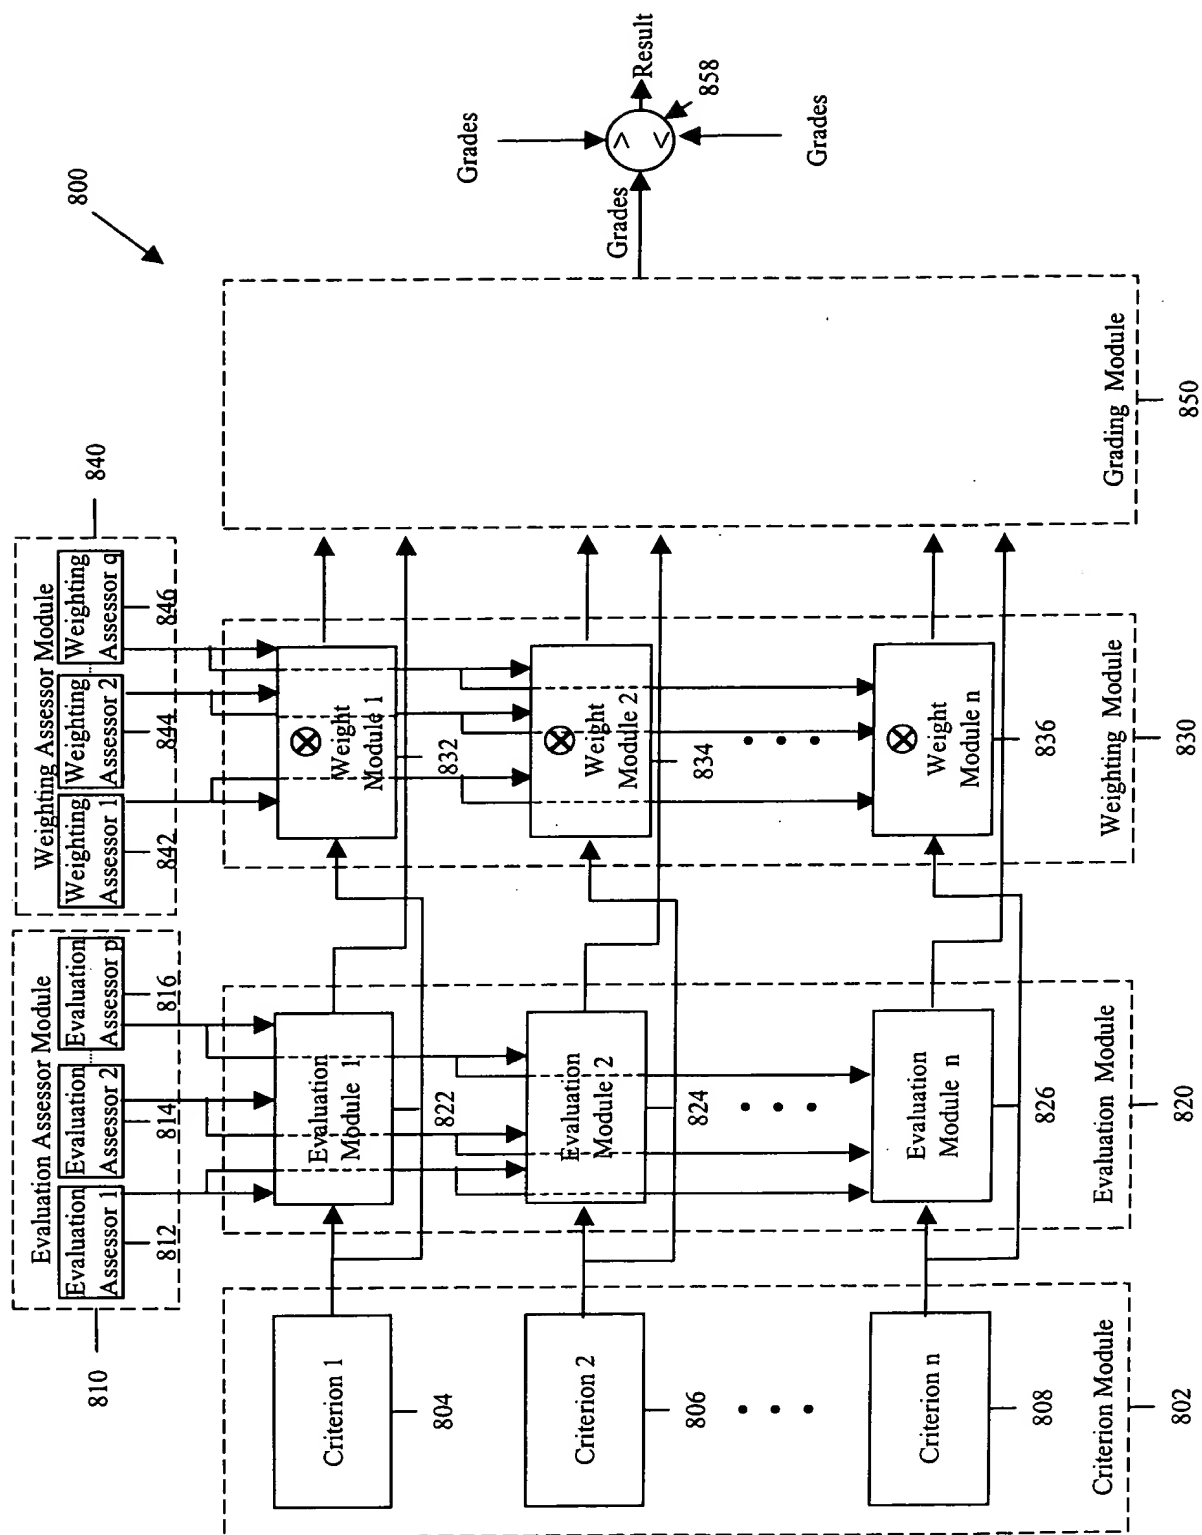 800
Evaluation Assessor Module
Evaluation
Assessor 1
Evaluation
Assessor 2
Evaluation
Assessor p
812
814
816
810
Weighting Assessor Module
Weighting
Assessor 1
Weighting
Assessor 2
Weighting
Assessor q
842
844
846
840
Criterion 1
804
Evaluation
Module 1
822
Weight
Module 1
832
Criterion 2
806
Evaluation
Module 2
824
Weight
Module 2
834
Criterion n
808
Evaluation
Module n
826
Weight
Module n
836
Criterion Module
802
Evaluation Module
820
Weighting Module
830
Grading Module
850
Grades
Grades
Grades
> <
Result
858